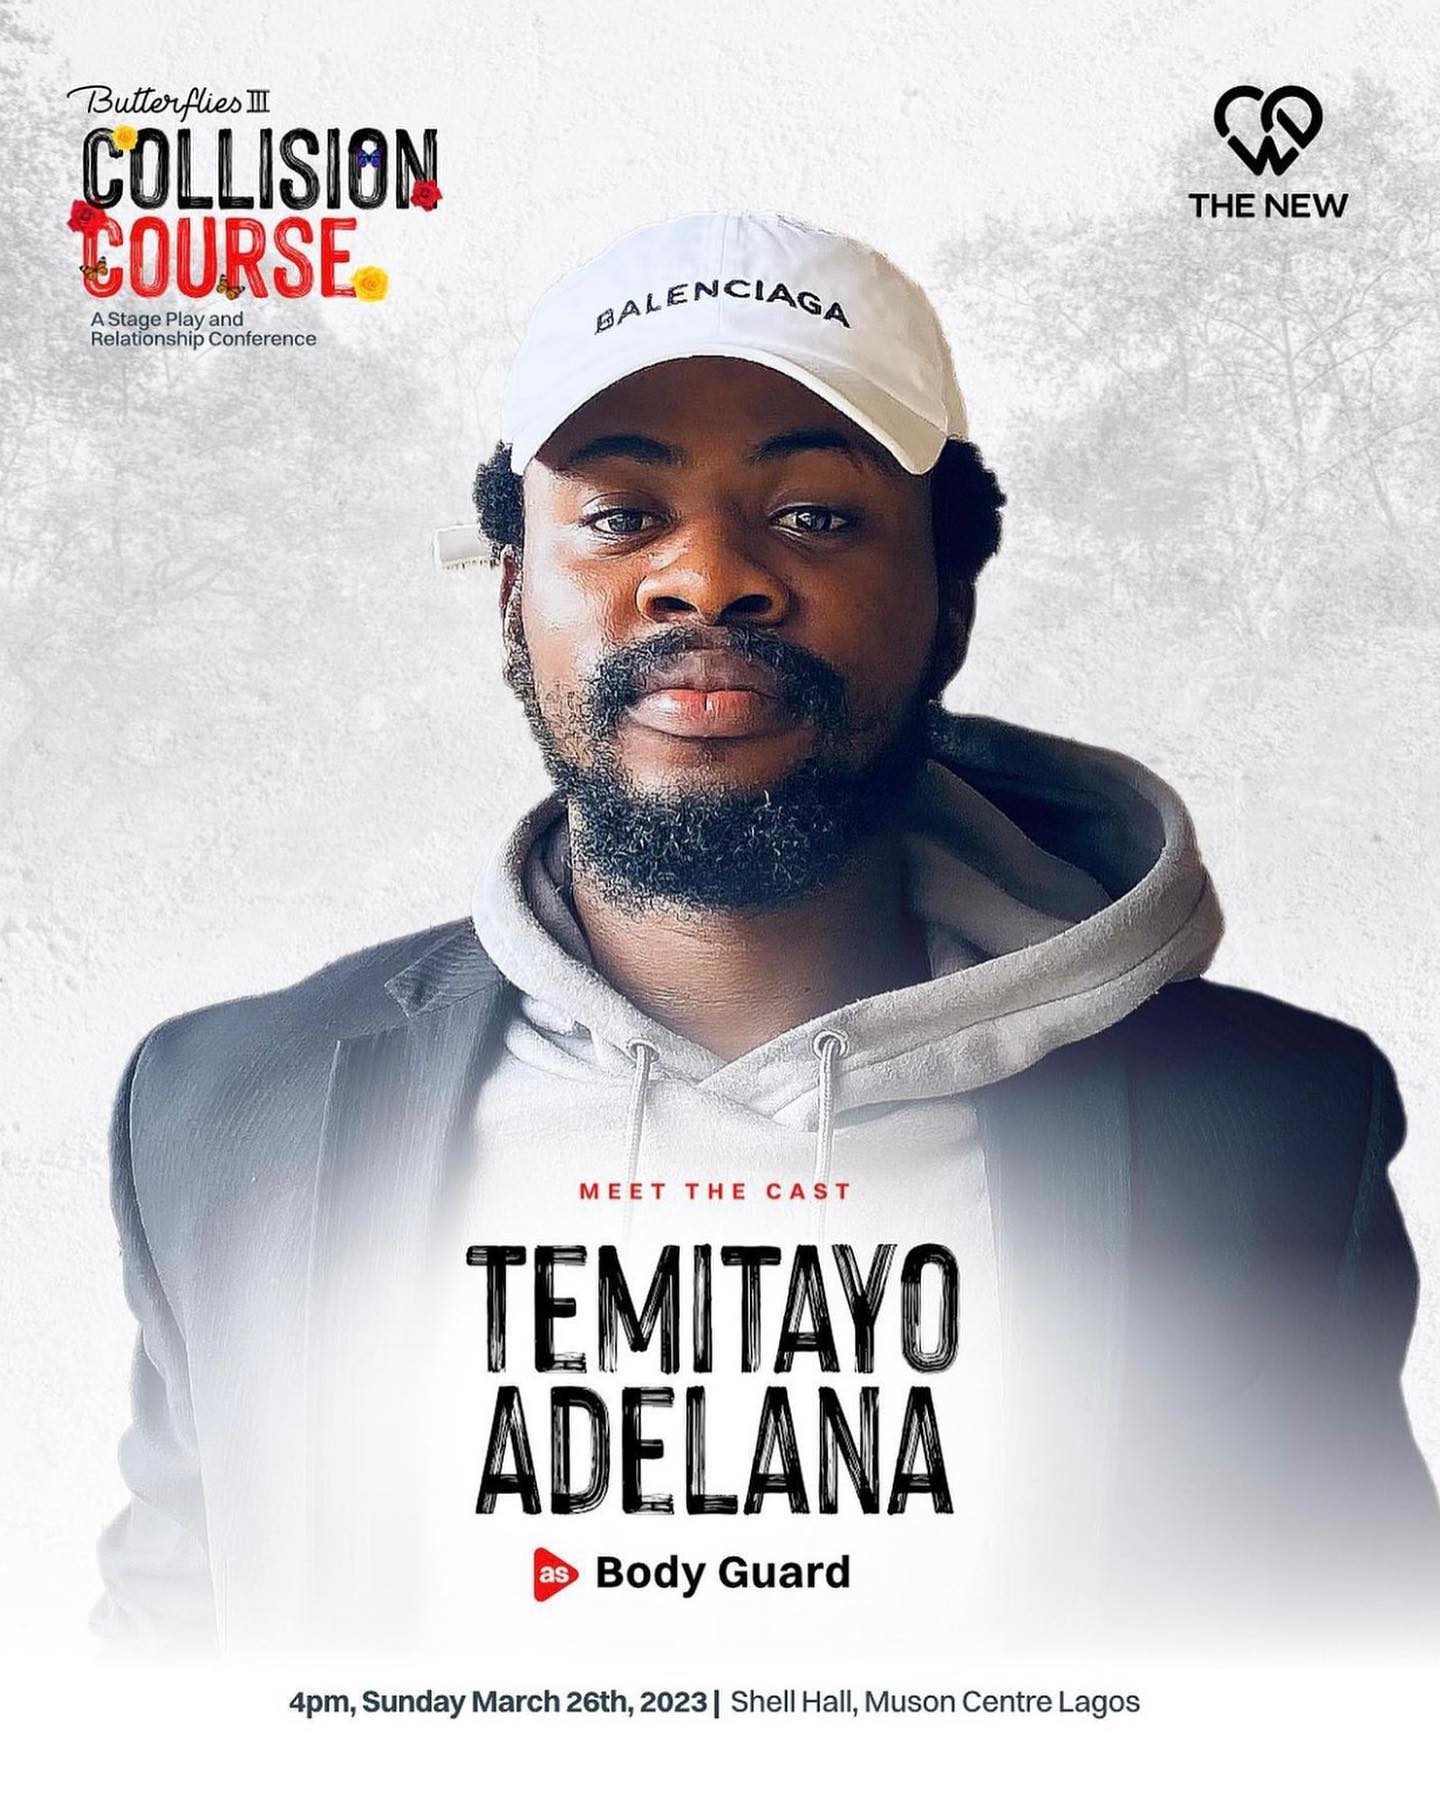 Butterflies III
COLLISION
COURSE
A Stage Play and
Relationship Conference
THE NEW
BALENCIAGA
MEET THE CAST
TEMITAYO
ADELANA
as Body Guard
4pm, Sunday March 26th, 2023 | Shell Hall, Muson Centre Lagos